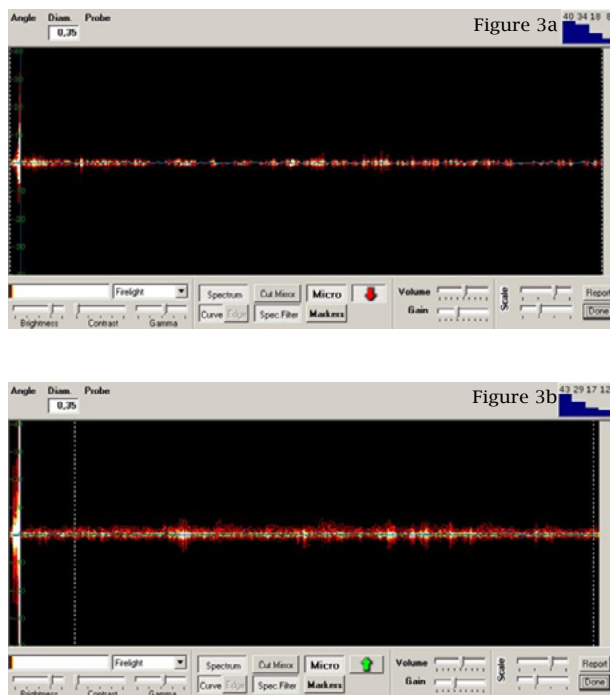 Angle Diam. Probe Figure 3a 40 34 18 8
0,35
Firelight Spectrum Cut Mirror Micro Volume Scale Report
Brightness Contrast Gamma Curve Edge Spec.Filter Markers Gain Done
Angle Diam. Probe Figure 3b 43 29 17 12
0,35
Firelight Spectrum Cut Mirror Micro Volume Scale Report
Brightness Contrast Gamma Curve Edge Spec.Filter Markers Gain Done